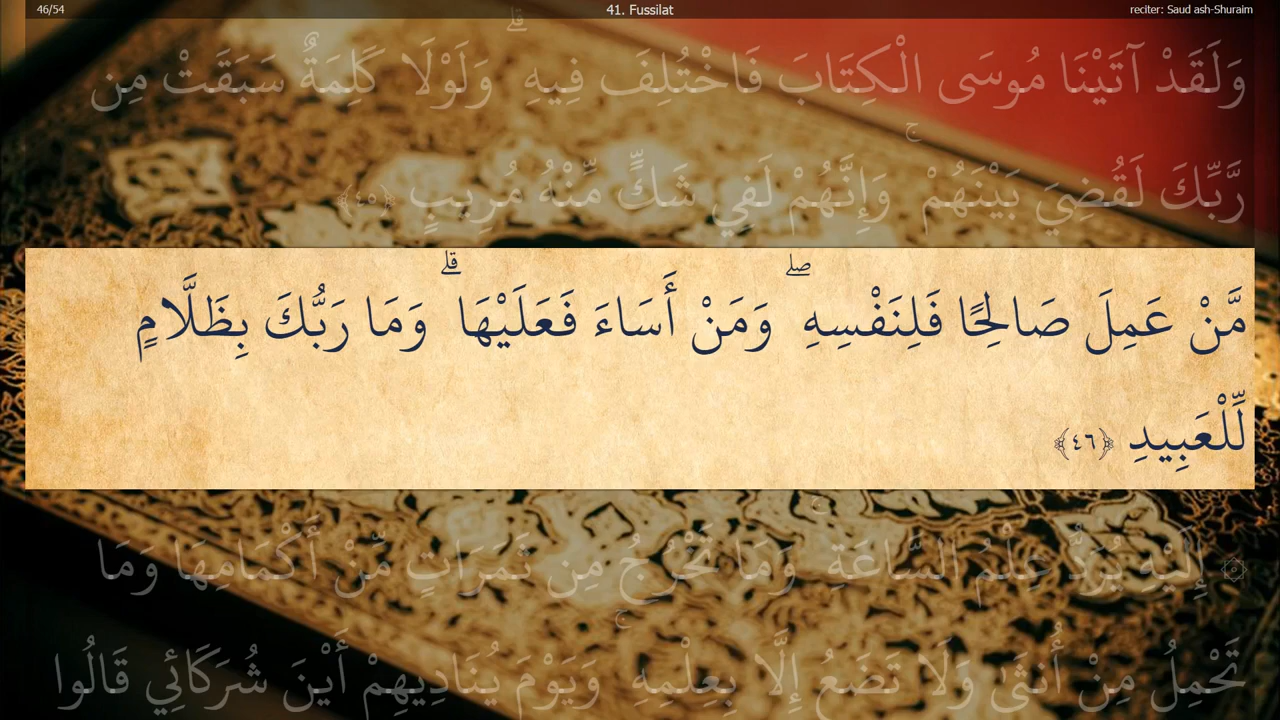 46/54
41. Fussilat
reciter: Saud ash-Shuraim
وَلَقَدْ آتَيْنَا مُوسَى الْكِتَابَ فَاخْتُلِفَ فِيهِ ۗ وَلَوْلَا كَلِمَةٌ سَبَقَتْ مِن
رَّبِّكَ لَقُضِيَ بَيْنَهُمْ ۚ وَإِنَّهُمْ لَفِي شَكٍّ مِّنْهُ مُرِيبٍ ﴿٤٥﴾
مَّنْ عَمِلَ صَالِحًا فَلِنَفْسِهِ ۖ وَمَنْ أَسَاءَ فَعَلَيْهَا ۗ وَمَا رَبُّكَ بِظَلَّامٍ
لِّلْعَبِيدِ ﴿٤٦﴾
۞ إِلَيْهِ يُرَدُّ عِلْمُ السَّاعَةِ ۚ وَمَا تَخْرُجُ مِن ثَمَرَاتٍ مِّنْ أَكْمَامِهَا وَمَا
تَحْمِلُ مِنْ أُنثَىٰ وَلَا تَضَعُ إِلَّا بِعِلْمِهِ ۚ وَيَوْمَ يُنَادِيهِمْ أَيْنَ شُرَكَائِي قَالُوا